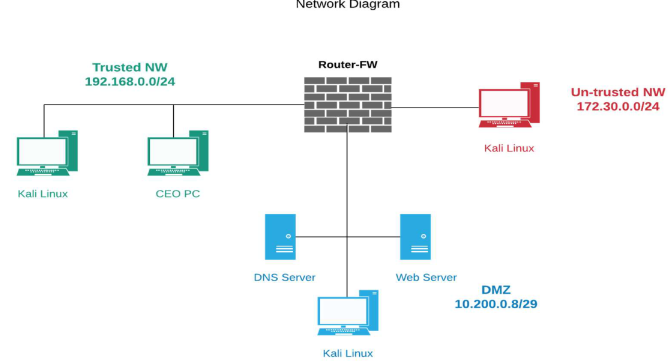 Network Diagram
Router-FW
Trusted NW
192.168.0.0/24
Un-trusted NW
172.30.0.0/24
Kali Linux
Kali Linux
CEO PC
DNS Server
Web Server
DMZ
10.200.0.8/29
Kali Linux